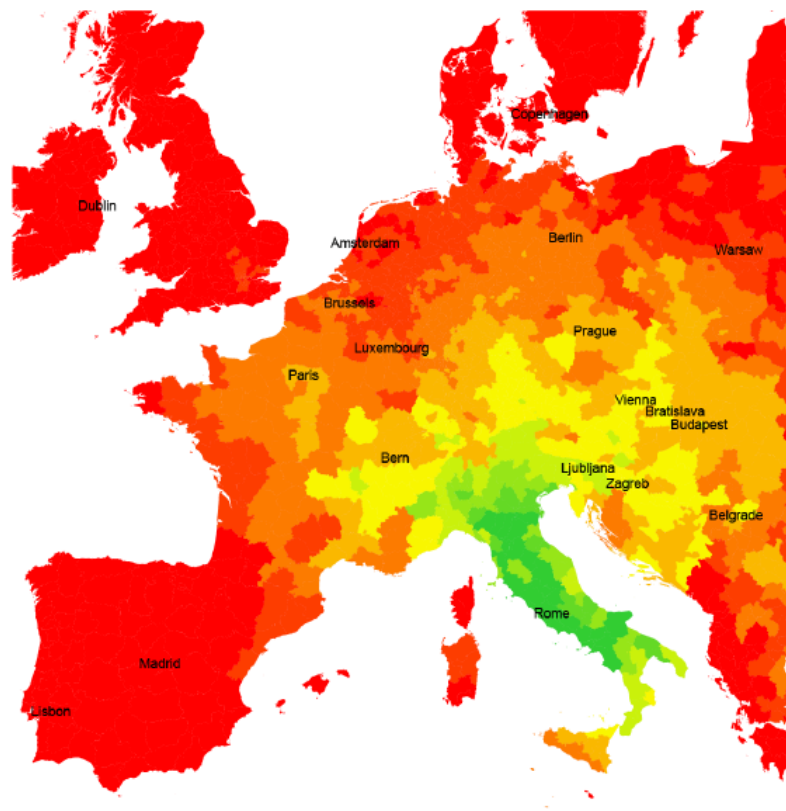 Copenhagen
Dublin
Berlin
Amsterdam
Warsaw
Brussels
Prague
Luxembourg
Paris
Vienna
Bratislava
Budapest
Bern
Ljubljana
Zagreb
Belgrade
Rome
Madrid
Lisbon